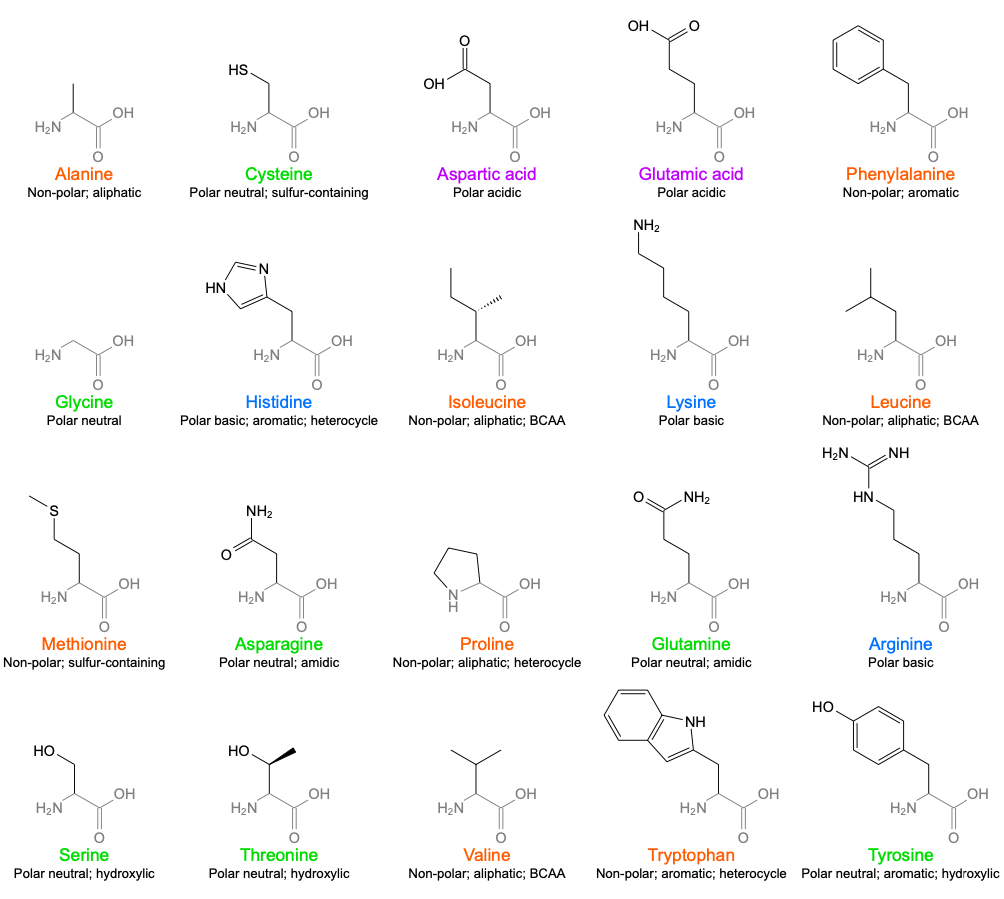 HS
OH
O
OH
O
H₂N
OH
O
H₂N
OH
O
H₂N
OH
O
H₂N
OH
O
H₂N
OH
O
Alanine
Cysteine
Aspartic acid
Glutamic acid
Phenylalanine
Non-polar; aliphatic
Polar neutral; sulfur-containing
Polar acidic
Polar acidic
Non-polar; aromatic
NH₂
HN
N
H₂N
OH
O
H₂N
OH
O
H₂N
OH
O
H₂N
OH
O
H₂N
OH
O
Glycine
Histidine
Isoleucine
Lysine
Leucine
Polar neutral
Polar basic; aromatic; heterocycle
Non-polar; aliphatic; BCAA
Polar basic
Non-polar; aliphatic; BCAA
H₂N
NH
HN
S
NH₂
O
O
NH₂
H₂N
OH
O
H₂N
OH
O
N
H
OH
O
H₂N
OH
O
H₂N
OH
O
Methionine
Asparagine
Proline
Glutamine
Arginine
Non-polar; sulfur-containing
Polar neutral; amidic
Non-polar; aliphatic; heterocycle
Polar neutral; amidic
Polar basic
HO
HO
NH
HO
H₂N
OH
O
H₂N
OH
O
H₂N
OH
O
H₂N
OH
O
H₂N
OH
O
Serine
Threonine
Valine
Tryptophan
Tyrosine
Polar neutral; hydroxylic
Polar neutral; hydroxylic
Non-polar; aliphatic; BCAA
Non-polar; aromatic; heterocycle
Polar neutral; aromatic; hydroxylic